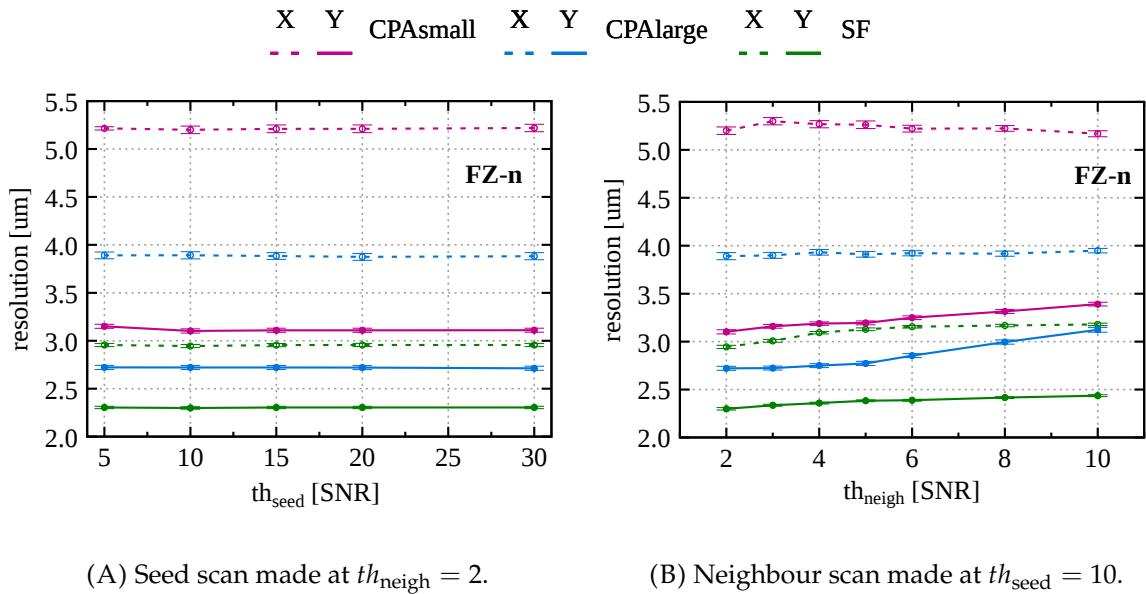 X Y CPAsmall X Y CPAlarge X Y SF
5.5
5.0
4.5
4.0
3.5
3.0
2.5
2.0
resolution [um]
FZ-n
5 10 15 20 25 30
th_seed [SNR]
5.5
5.0
4.5
4.0
3.5
3.0
2.5
2.0
resolution [um]
FZ-n
2 4 6 8 10
th_neigh [SNR]
(A) Seed scan made at th_neigh = 2.
(B) Neighbour scan made at th_seed = 10.